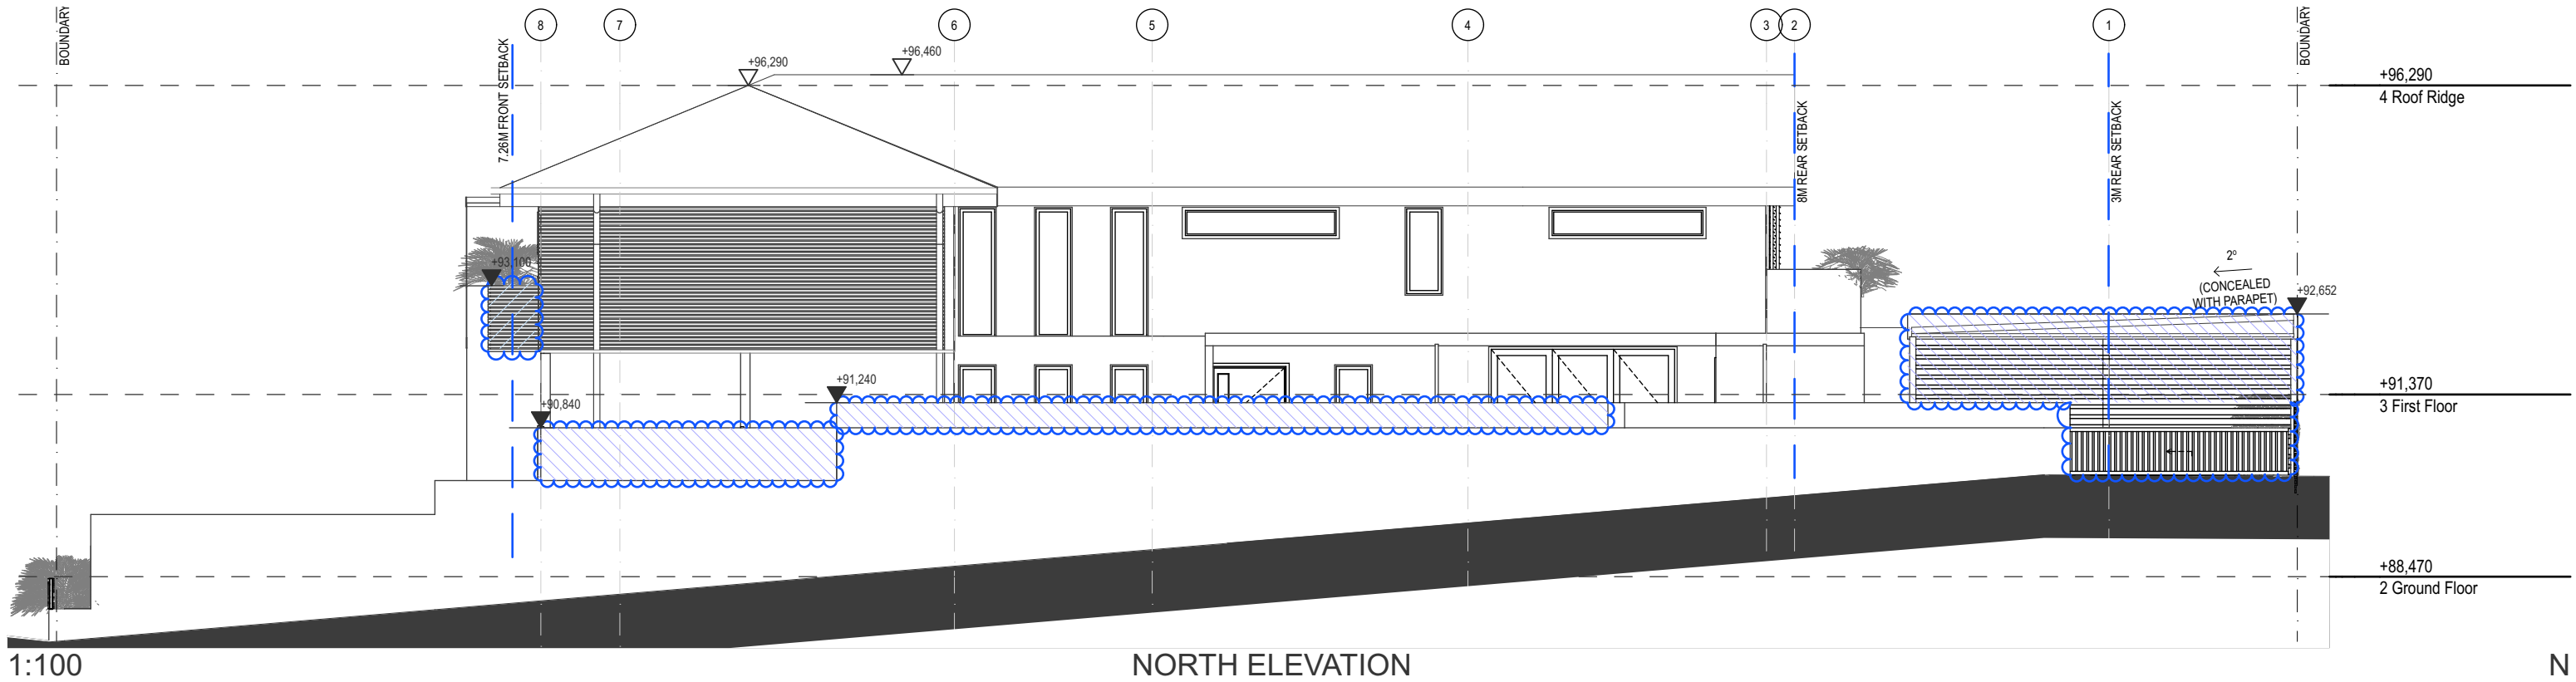 BOUNDARY
7.26M FRONT SETBACK
8
7
6
5
4
3
2
1
BOUNDARY
+96,290
+96,460
8M REAR SETBACK
3M REAR SETBACK
+96,290
4 Roof Ridge
+93,100
2°
(CONCEALED
WITH PARAPET)
+92,652
+91,240
+90,840
+91,370
3 First Floor
+88,470
2 Ground Floor
1:100
NORTH ELEVATION
N